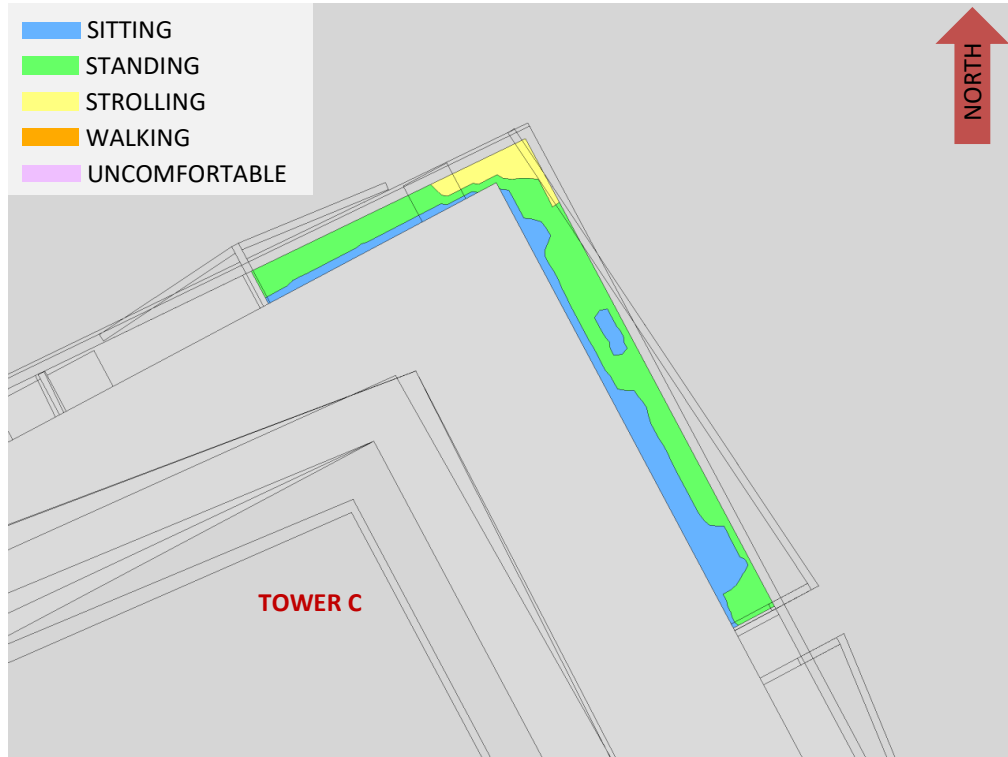 SITTING
STANDING
STROLLING
WALKING
UNCOMFORTABLE
NORTH
TOWER C